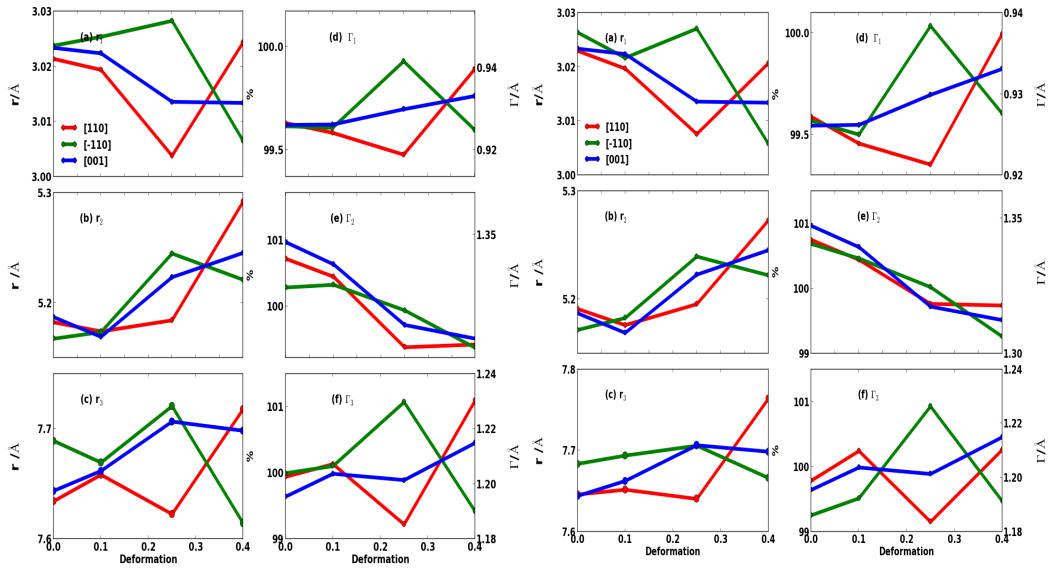 3.03
3.02
3.01
3.00
r/Å
(a) r1
[110]
[-110]
[001]
100.0
99.5
%
(d) Γ1
0.94
0.92
Γ/Å
5.3
5.2
r /Å
(b) r2
101
100
%
(e) Γ2
1.35
Γ/Å
7.7
7.6
r /Å
(c) r3
0.0 0.1 0.2 0.3 0.4
Deformation
101
100
99
%
(f) Γ3
1.24
1.22
1.20
1.18
Γ/Å
0.0 0.1 0.2 0.3 0.4
Deformation
3.03
3.02
3.01
3.00
r/Å
(a) r1
[110]
[-110]
[001]
100.0
99.5
%
(d) Γ1
0.94
0.93
0.92
Γ/Å
5.3
5.2
r /Å
(b) r2
101
100
99
%
(e) Γ2
1.35
1.30
Γ/Å
7.8
7.7
7.6
r /Å
(c) r3
0.0 0.1 0.2 0.3 0.4
Deformation
101
100
99
%
(f) Γ3
1.24
1.22
1.20
1.18
Γ/Å
0.0 0.1 0.2 0.3 0.4
Deformation